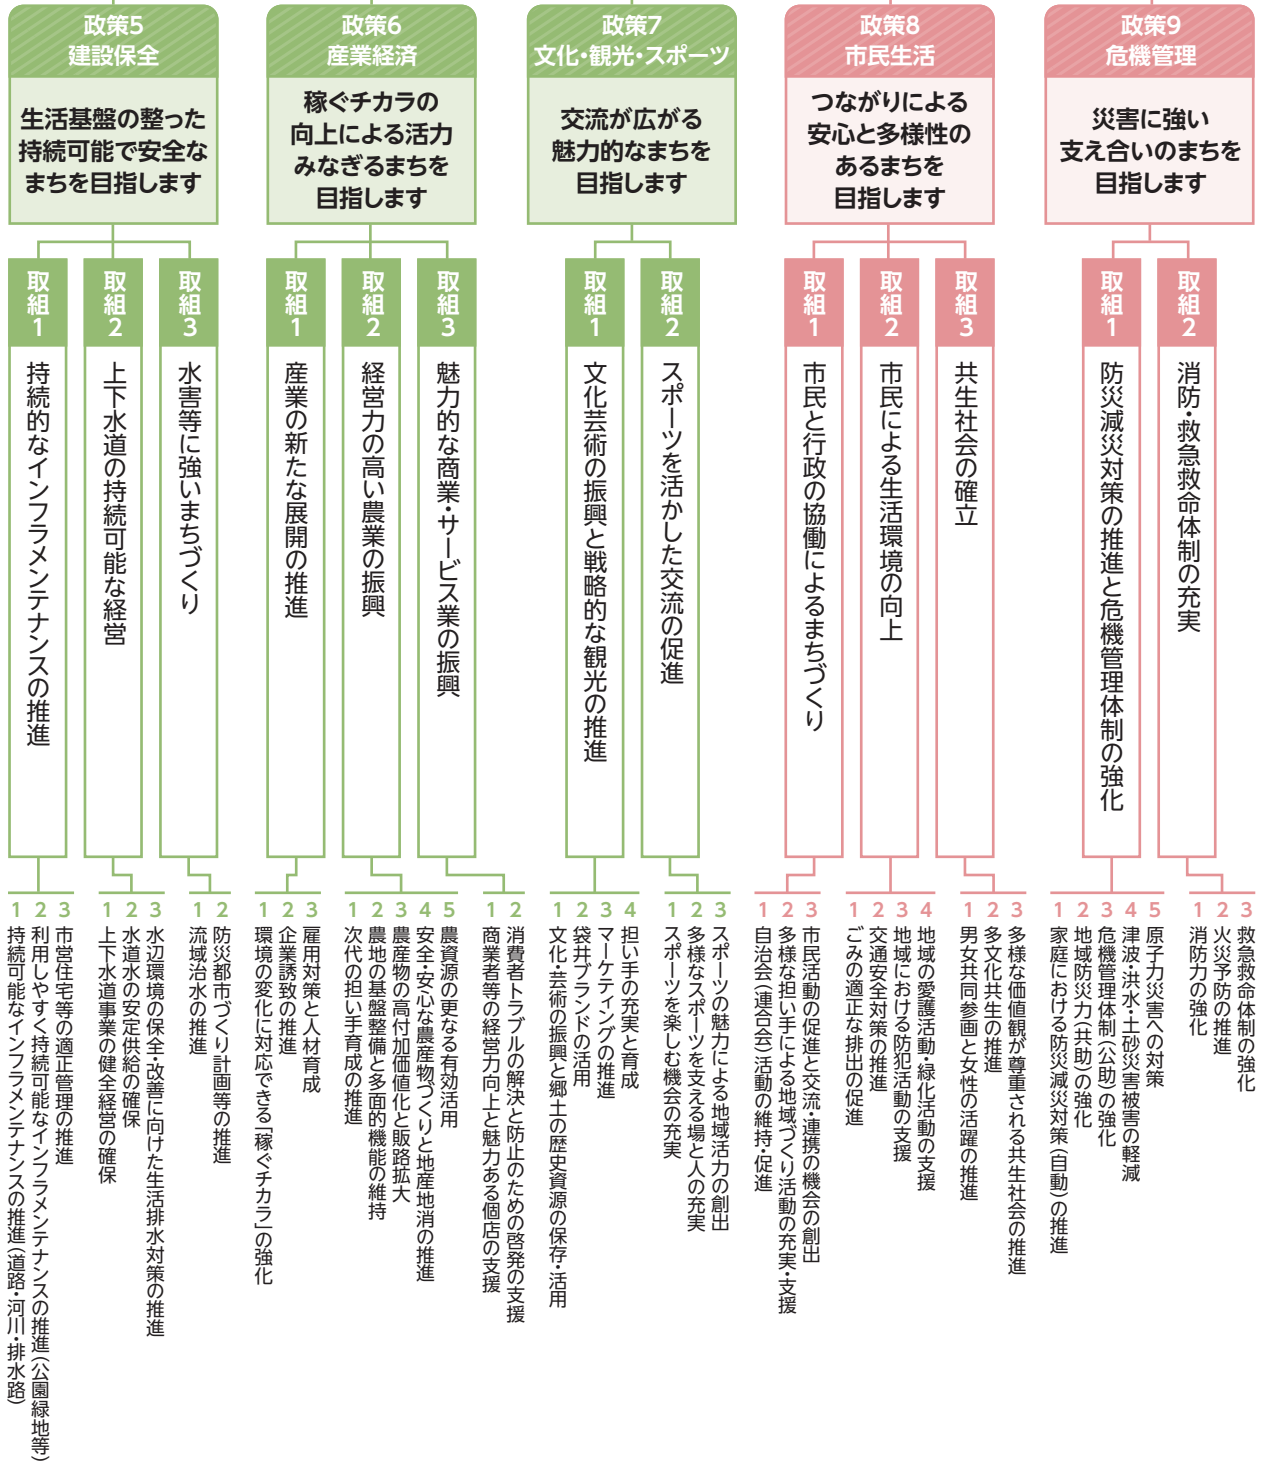 政策5
建設保全
生活基盤の整った
持続可能で安全な
まちを目指します
取組1
持続的なインフラメンテナンスの推進
1 持続可能なインフラメンテナンスの推進（道路・河川・排水路）
2 利用しやすく持続可能なインフラメンテナンスの推進（公園緑地等）
3 市営住宅等の適正管理の推進
取組2
上下水道の持続可能な経営
1 上下水道事業の健全経営の確保
2 水道水の安定供給の確保
3 水辺環境の保全・改善に向けた生活排水対策の推進
取組3
水害等に強いまちづくり
1 流域治水の推進
2 防災都市づくり計画等の推進
政策6
産業経済
稼ぐチカラの
向上による活力
みなぎるまちを
目指します
取組1
産業の新たな展開の推進
1 環境の変化に対応できる「稼ぐチカラ」の強化
2 企業誘致の推進
3 雇用対策と人材育成
取組2
経営力の高い農業の振興
1 次代の担い手育成の推進
2 農地の基盤整備と多面的機能の維持
3 農産物の高付加価値化と販路拡大
4 安全・安心な農産物づくりと地産地消の推進
5 農資源の更なる有効活用
取組3
魅力的な商業・サービス業の振興
1 商業者等の経営力向上と魅力ある個店の支援
2 消費者トラブルの解決と防止のための啓発の支援
政策7
文化・観光・スポーツ
交流が広がる
魅力的なまちを
目指します
取組1
文化芸術の振興と戦略的な観光の推進
1 文化・芸術の振興と郷土の歴史資源の保存・活用
2 袋井ブランドの活用
3 マーケティングの推進
4 担い手の充実と育成
取組2
スポーツを活かした交流の促進
1 スポーツを楽しむ機会の充実
2 多様なスポーツを支える場と人の充実
3 スポーツの魅力による地域活力の創出
政策8
市民生活
つながりによる
安心と多様性の
あるまちを
目指します
取組1
市民と行政の協働によるまちづくり
1 自治会（連合会）活動の維持・促進
2 多様な担い手による地域づくり活動の充実・支援
3 市民活動の促進と交流・連携の機会の創出
取組2
市民による生活環境の向上
1 ごみの適正な排出の促進
2 交通安全対策の推進
3 地域における防犯活動の支援
4 地域の愛護活動・緑化活動の支援
取組3
共生社会の確立
1 男女共同参画と女性の活躍の推進
2 多文化共生の推進
3 多様な価値観が尊重される共生社会の推進
政策9
危機管理
災害に強い
支え合いのまちを
目指します
取組1
防災減災対策の推進と危機管理体制の強化
1 家庭における防災減災対策（自動）の推進
2 地域防災力（共助）の強化
3 危機管理体制（公助）の強化
4 津波・洪水・土砂災害被害の軽減
5 原子力災害への対策
取組2
消防・救急救命体制の充実
1 消防力の強化
2 火災予防の推進
3 救急救命体制の強化